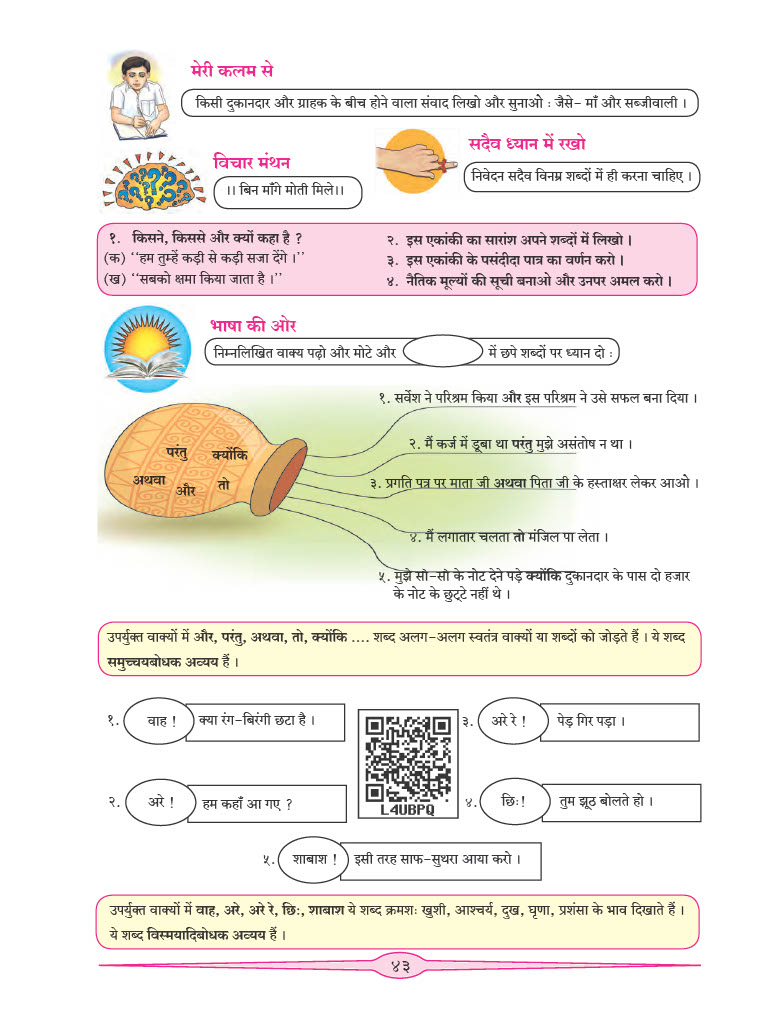 मेरी कलम से
किसी दुकानदार और ग्राहक के बीच होने वाला संवाद लिखो और सुनाओ : जैसे- माँ और सब्जीवाली ।
सदैव ध्यान में रखो
निवेदन सदैव विनम्र शब्दों में ही करना चाहिए ।
विचार मंथन
।। बिन माँगे मोती मिले।।
१. किसने, किससे और क्यों कहा है ?
(क) ‘‘हम तुम्हें कड़ी से कड़ी सजा देंगे ।’’
(ख) ‘‘सबको क्षमा किया जाता है ।’’
२. इस एकांकी का सारांश अपने शब्दों में लिखो ।
३. इस एकांकी के पसंदीदा पात्र का वर्णन करो ।
४. नैतिक मूल्यों की सूची बनाओ और उनपर अमल करो ।
भाषा की ओर
निम्नलिखित वाक्य पढ़ो और मोटे और में छपे शब्दों पर ध्यान दो :
परंतु क्योंकि
अथवा और तो
१. सर्वेश ने परिश्रम किया और इस परिश्रम ने उसे सफल बना दिया ।
२. मैं कर्ज में डूबा था परंतु मुझे असंतोष न था ।
३. प्रगति पत्र पर माता जी अथवा पिता जी के हस्ताक्षर लेकर आओ ।
४. मैं लगातार चलता तो मंजिल पा लेता ।
५. मुझे सौ-सौ के नोट देने पड़े क्योंकि दुकानदार के पास दो हजार
के नोट के छुट्टे नहीं थे ।
उपर्युक्त वाक्यों में और, परंतु, अथवा, तो, क्योंकि .... शब्द अलग-अलग स्वतंत्र वाक्यों या शब्दों को जोड़ते हैं । ये शब्द
समुच्चयबोधक अव्यय हैं ।
१. वाह ! क्या रंग-बिरंगी छटा है ।
३. अरे रे ! पेड़ गिर पड़ा ।
२. अरे ! हम कहाँ आ गए ?
L4UBPQ
४. छिः! तुम झूठ बोलते हो ।
५. शाबाश ! इसी तरह साफ-सुथरा आया करो ।
उपर्युक्त वाक्यों में वाह, अरे, अरे रे, छिः, शाबाश ये शब्द क्रमशः खुशी, आश्चर्य, दुख, घृणा, प्रशंसा के भाव दिखाते हैं ।
ये शब्द विस्मयादिबोधक अव्यय हैं ।
४३